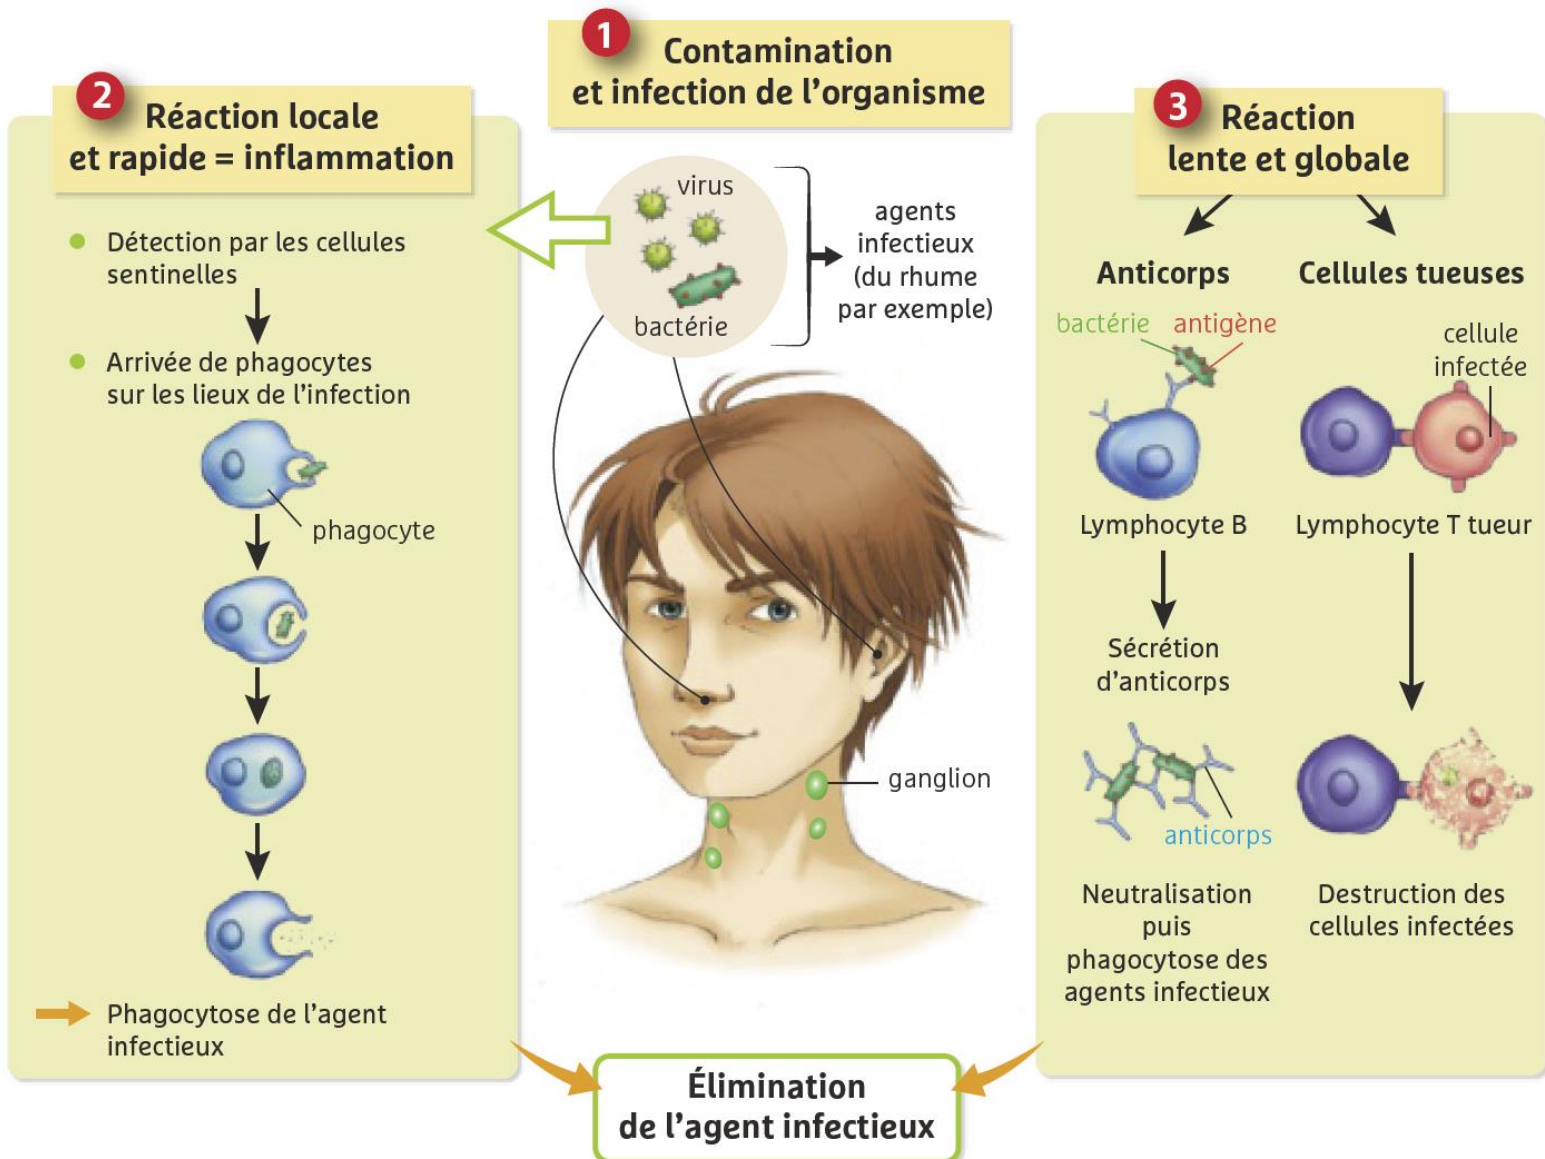 1
Contamination
et infection de l'organisme
virus
bactérie
agents
infectieux
(du rhume
par exemple)
ganglion
2
Réaction locale
et rapide = inflammation
Détection par les cellules
sentinelles
Arrivée de phagocytes
sur les lieux de l'infection
phagocyte
Phagocytose de l'agent
infectieux
3
Réaction
lente et globale
Anticorps
bactérie antigène
Lymphocyte B
Sécrétion
d'anticorps
anticorps
Neutralisation
puis
phagocytose des
agents infectieux
Cellules tueuses
cellule
infectée
Lymphocyte T tueur
Destruction des
cellules infectées
Élimination
de l'agent infectieux